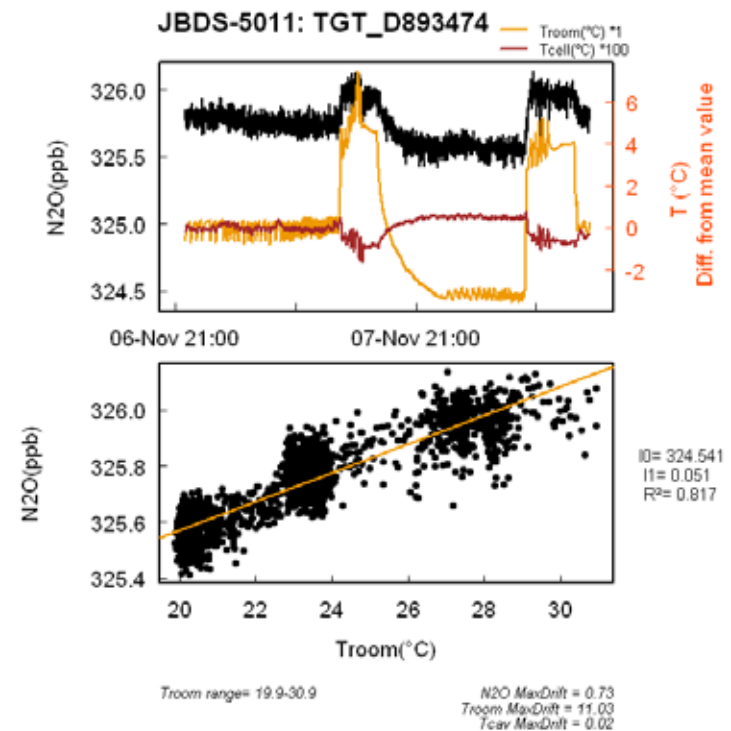 JBDS-5011: TGT_D893474
Troom(°C) *1
Tcell(°C) *100
N2O(ppb)
326.0
325.5
325.0
324.5
6
4
2
0
-2
T (°C)
Diff. from mean value
06-Nov 21:00 07-Nov 21:00
N2O(ppb)
326.0
325.8
325.6
325.4
I0= 324.541
I1= 0.051
R²= 0.817
20 22 24 26 28 30
Troom(°C)
Troom range= 19.9-30.9
N2O MaxDrift = 0.73
Troom MaxDrift = 11.03
Tcav MaxDrift = 0.02